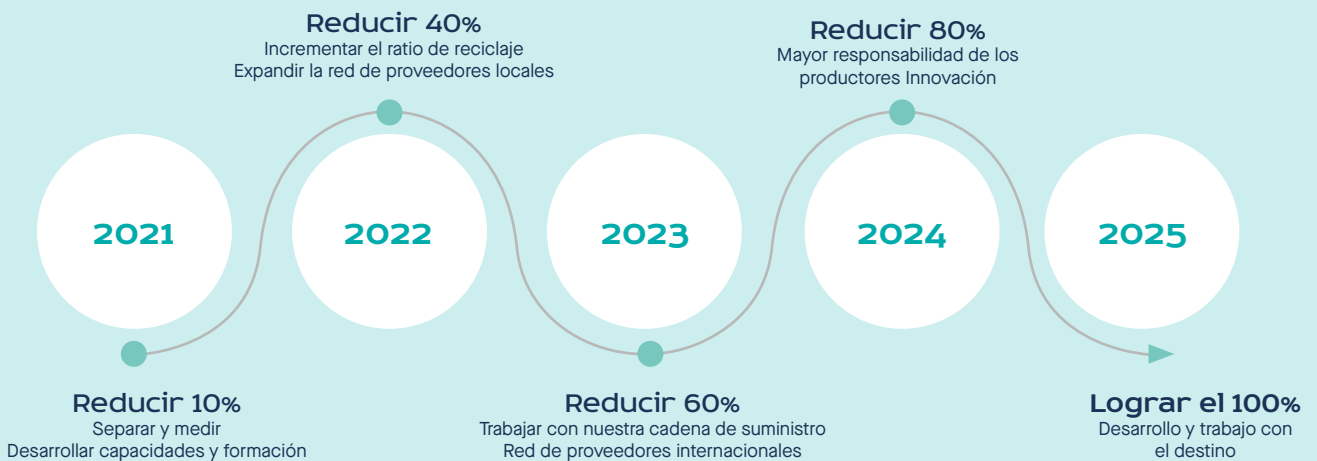 Reducir 40%
Incrementar el ratio de reciclaje
Expandir la red de proveedores locales
Reducir 80%
Mayor responsabilidad de los
productores Innovación
2021
2022
2023
2024
2025
Reducir 10%
Separar y medir
Desarrollar capacidades y formación
Reducir 60%
Trabajar con nuestra cadena de suministro
Red de proveedores internacionales
Lograr el 100%
Desarrollo y trabajo con
el destino